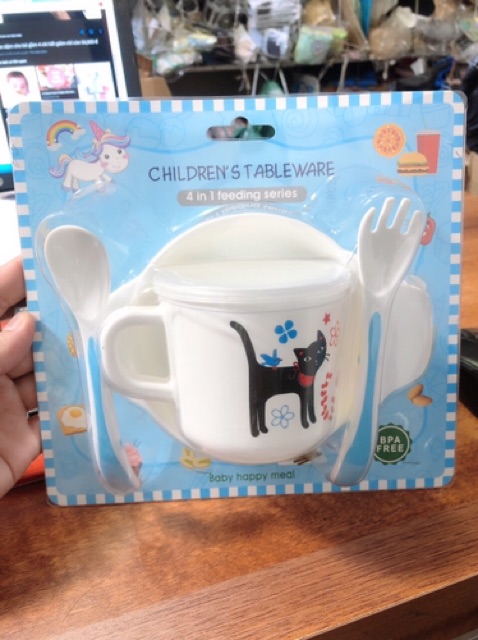 CHILDREN'S TABLEWARE
4 in 1 feeding series
BPA
FREE
Baby happy meal